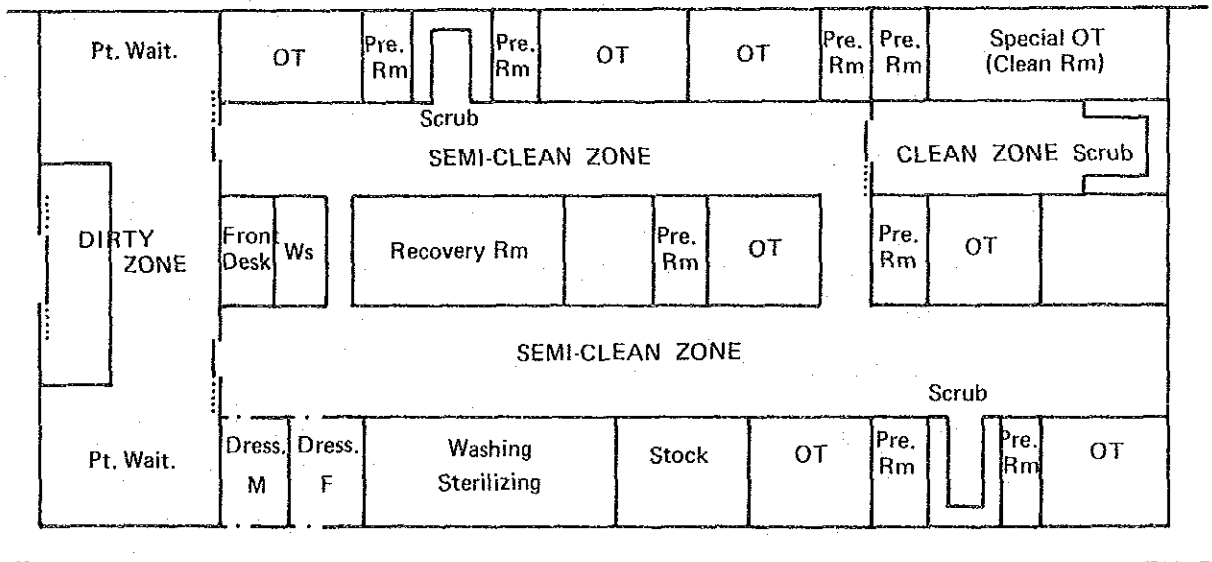 Pt. Wait.
OT
Pre.
Rm
Pre.
Rm
OT
OT
Pre.
Rm
Pre.
Rm
Special OT
(Clean Rm)
Scrub
SEMI-CLEAN ZONE
CLEAN ZONE Scrub
DIRTY
ZONE
Front
Desk
Ws
Recovery Rm
Pre.
Rm
OT
Pre.
Rm
OT
SEMI-CLEAN ZONE
Scrub
Pt. Wait.
Dress.
M
Dress.
F
Washing
Sterilizing
Stock
OT
Pre.
Rm
Pre.
Rm
OT